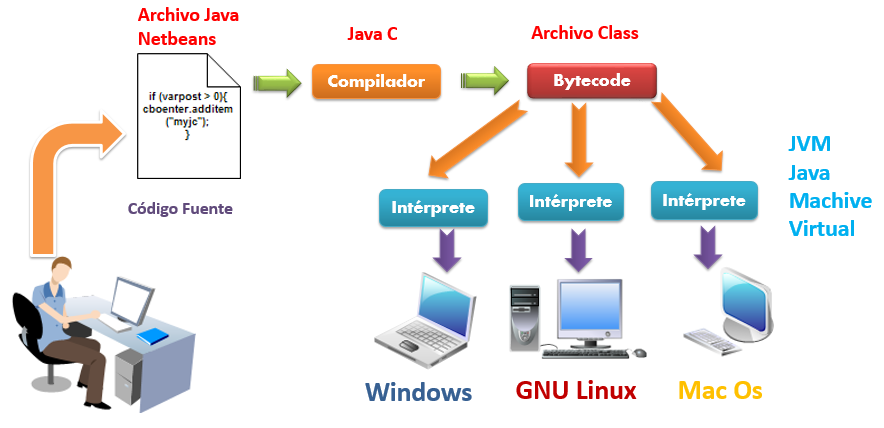 Archivo Java
Netbeans
Java C
Archivo Class
if (varpost > 0){
cboenter.additem
("myjc");
}
Compilador
Bytecode
Código Fuente
Intérprete
Intérprete
Intérprete
JVM
Java
Machive
Virtual
Windows
GNU Linux
Mac Os